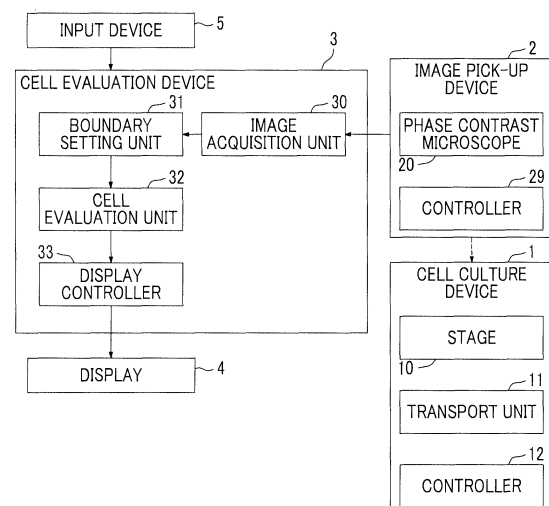 INPUT DEVICE
5
3
CELL EVALUATION DEVICE
31
BOUNDARY
SETTING UNIT
30
IMAGE
ACQUISITION UNIT
32
CELL
EVALUATION UNIT
33
DISPLAY
CONTROLLER
DISPLAY
4
2
IMAGE PICK-UP
DEVICE
PHASE CONTRAST
MICROSCOPE
20
29
CONTROLLER
1
CELL CULTURE
DEVICE
STAGE
10
11
TRANSPORT UNIT
12
CONTROLLER